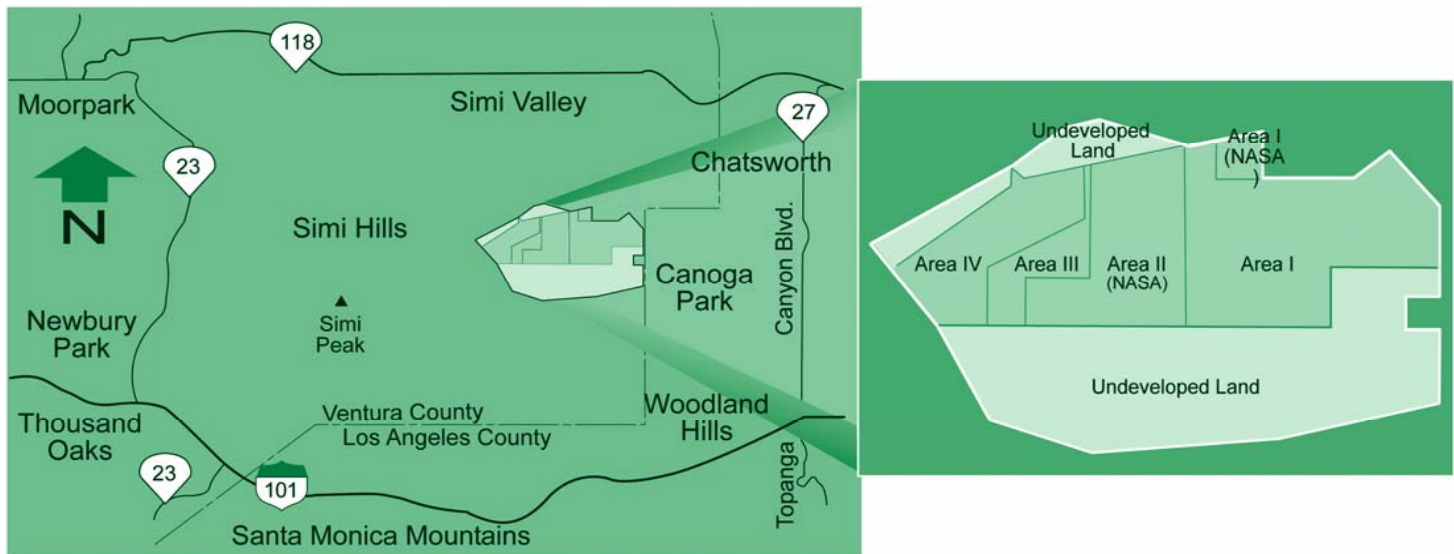 118
Moorpark
Simi Valley
27
23
Chatsworth
N
Simi Hills
Canyon Blvd.
Canoga
Park
Newbury
Park
Simi
Peak
Ventura County
Los Angeles County
Woodland
Hills
Thousand
Oaks
23
101
Topanga
Santa Monica Mountains
Undeveloped
Land
Area I
(NASA
)
Area IV
Area III
Area II
(NASA)
Area I
Undeveloped Land